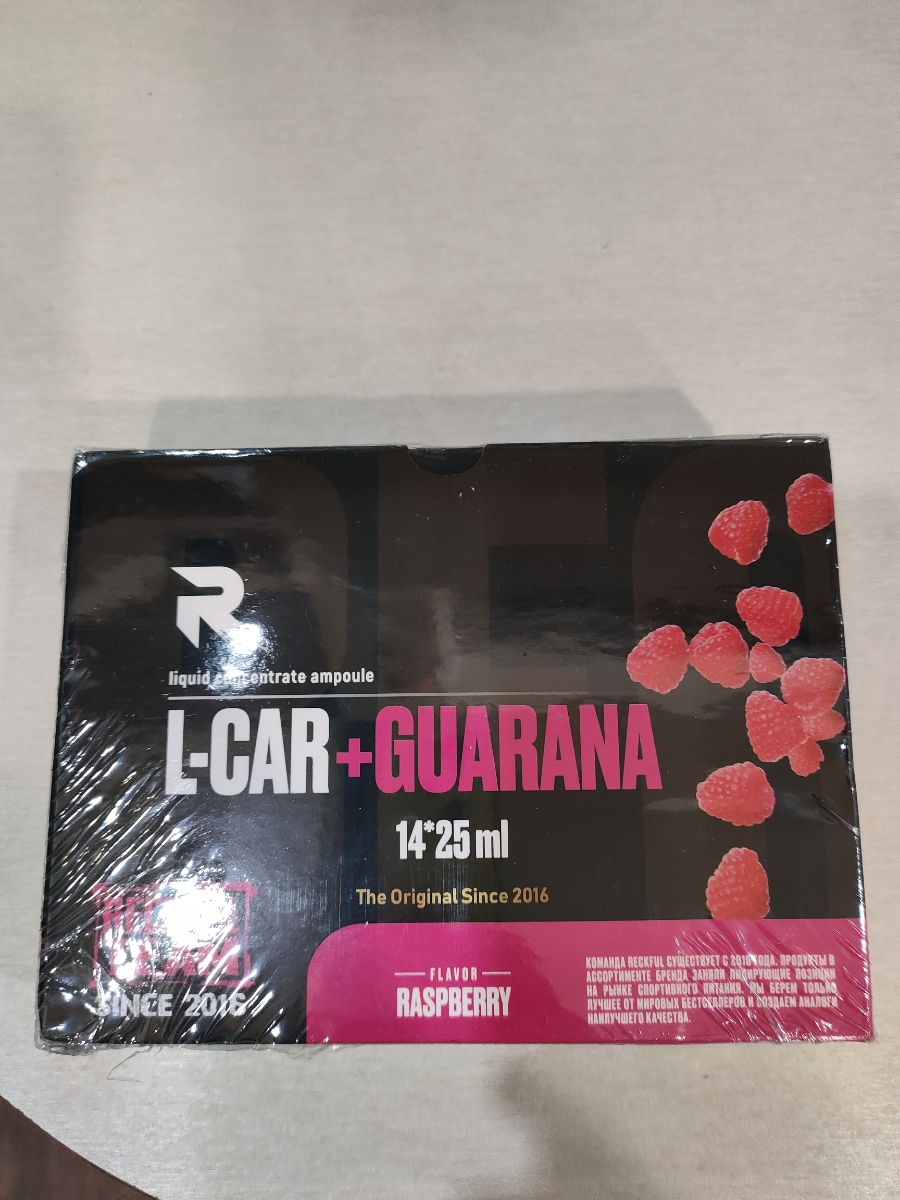 R
liquid concentrate ampoule
L-CAR+GUARANA
14*25 ml
The Original Since 2016
TEAM
SINCE 2016
FLAVOR
RASPBERRY
КОМАНДА RECKFUL СУЩЕСТВУЕТ С 2016 ГОДА. ПРОДУКТЫ В
АССОРТИМЕНТЕ БРЕНДА ЗАНЯЛИ ЛИДИРУЮЩИЕ ПОЗИЦИИ
НА РЫНКЕ СПОРТИВНОГО ПИТАНИЯ. МЫ БЕРЕМ ТОЛЬКО
ЛУЧШЕЕ ОТ МИРОВЫХ БЕСТСЕЛЛЕРОВ И СОЗДАЕМ АНАЛОГИ
НАИЛУЧШЕГО КАЧЕСТВА.